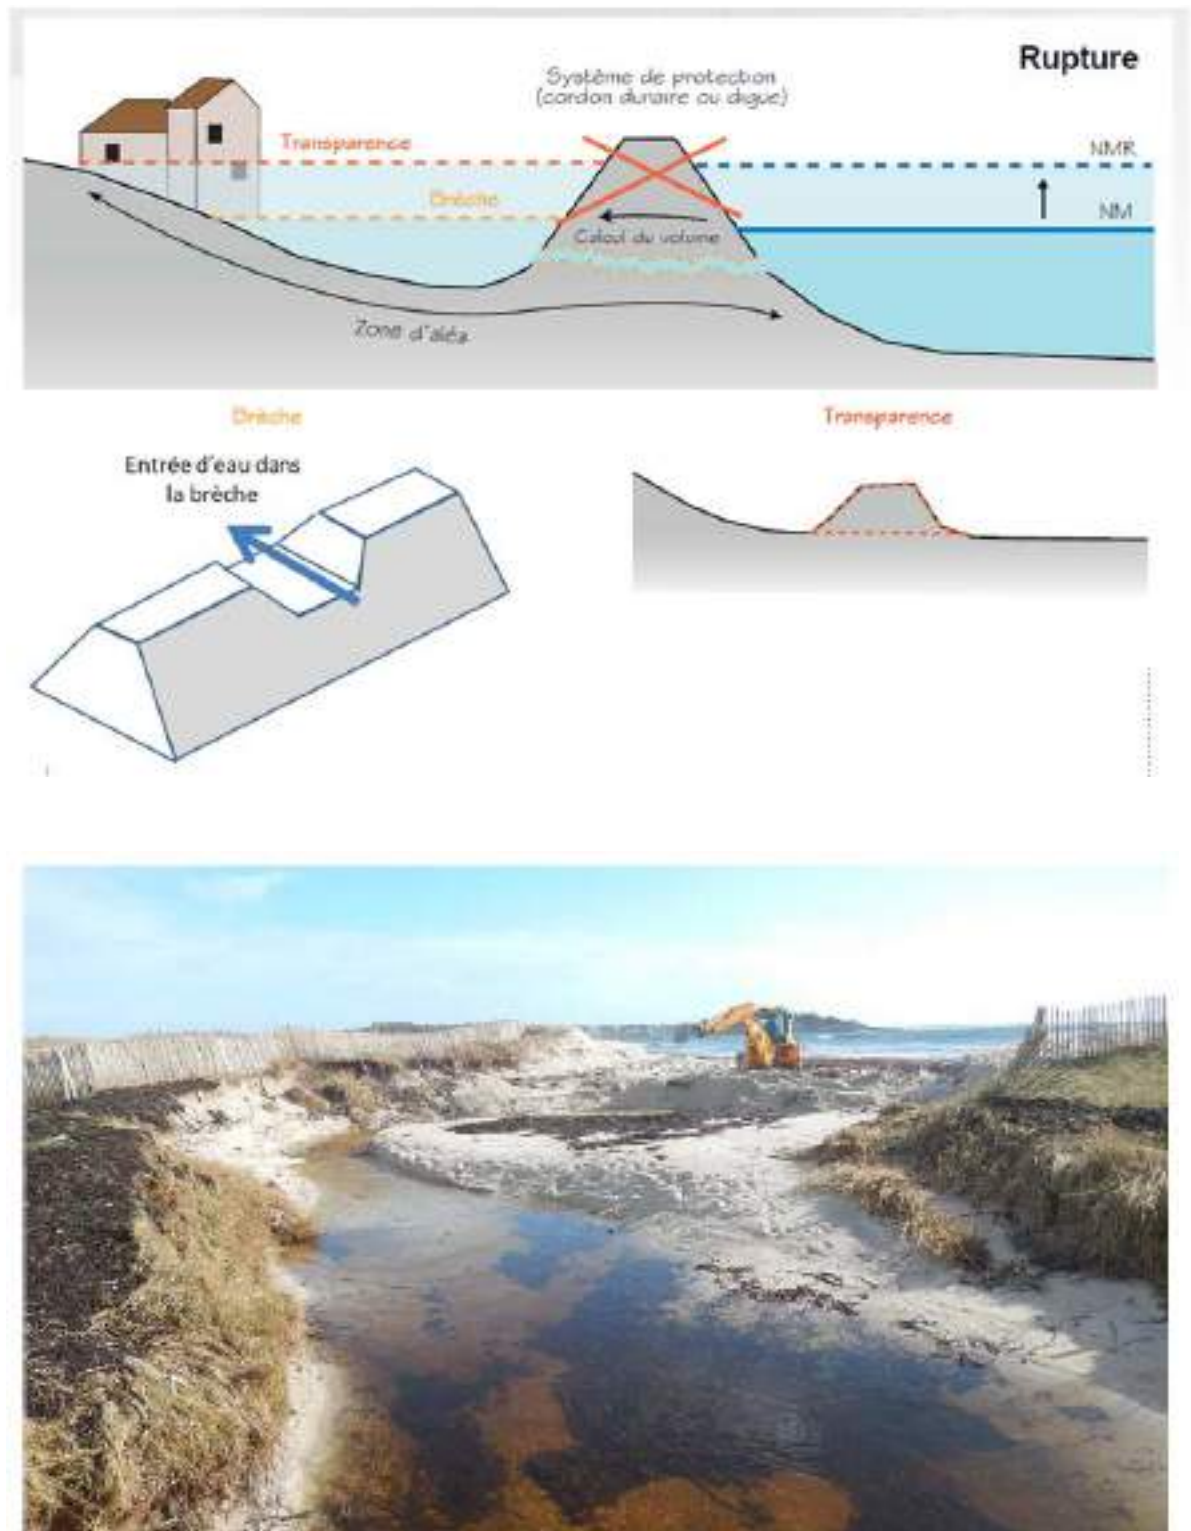 Rupture
Système de protection
(cordon dunaire ou digue)
Transparence
NMR
Brèche
NM
Calcul du volume
Zone d'aléa
Brèche
Transparence
Entrée d'eau dans
la brèche